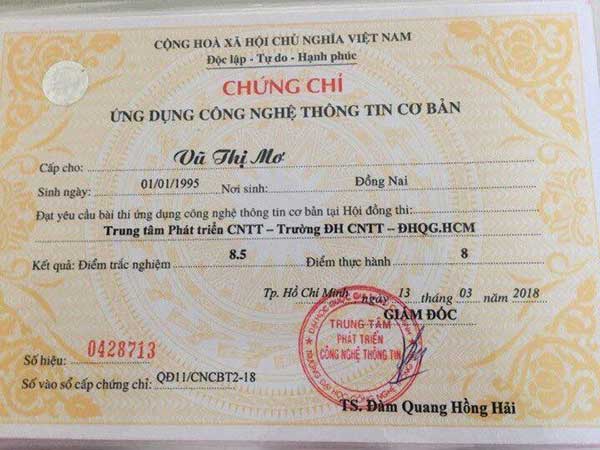 CỘNG HOÀ XÃ HỘI CHỦ NGHĨA VIỆT NAM
Độc lập - Tự do - Hạnh phúc
CHỨNG CHỈ
ỨNG DỤNG CÔNG NGHỆ THÔNG TIN CƠ BẢN
Cấp cho: Vũ Thị Mơ
Sinh ngày: 01/01/1995 Nơi sinh: Đồng Nai
Đạt yêu cầu bài thi ứng dụng công nghệ thông tin cơ bản tại Hội đồng thi:
Trung tâm Phát triển CNTT – Trường ĐH CNTT – ĐHQG.HCM
Kết quả: Điểm trắc nghiệm 8.5 Điểm thực hành 8
Tp. Hồ Chí Minh ngày 13 tháng 03 năm 2018
GIÁM ĐỐC
TRUNG TÂM
PHÁT TRIỂN
CÔNG NGHỆ THÔNG TIN
Số hiệu: 0428713
Số vào sổ cấp chứng chỉ: QĐ11/CNCBT2-18
TS. Đàm Quang Hồng Hải